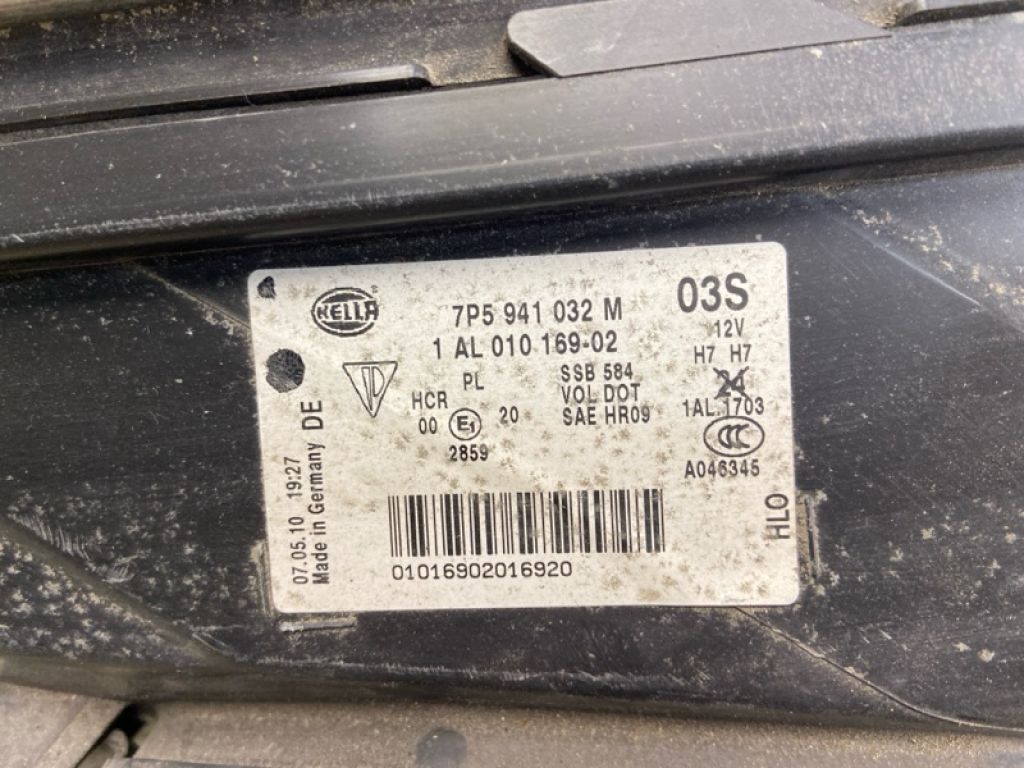 HELLA
®
7P5 941 032 M
03S
1 AL 010 169-02
12V
H7 H7
24
PL
SSB 584
VOL DOT
SAE HR09
HCR
00
E1
20
2859
1AL.1703
CCC
A046345
HLO
07.05.10 19:27
Made in Germany DE
01016902016920